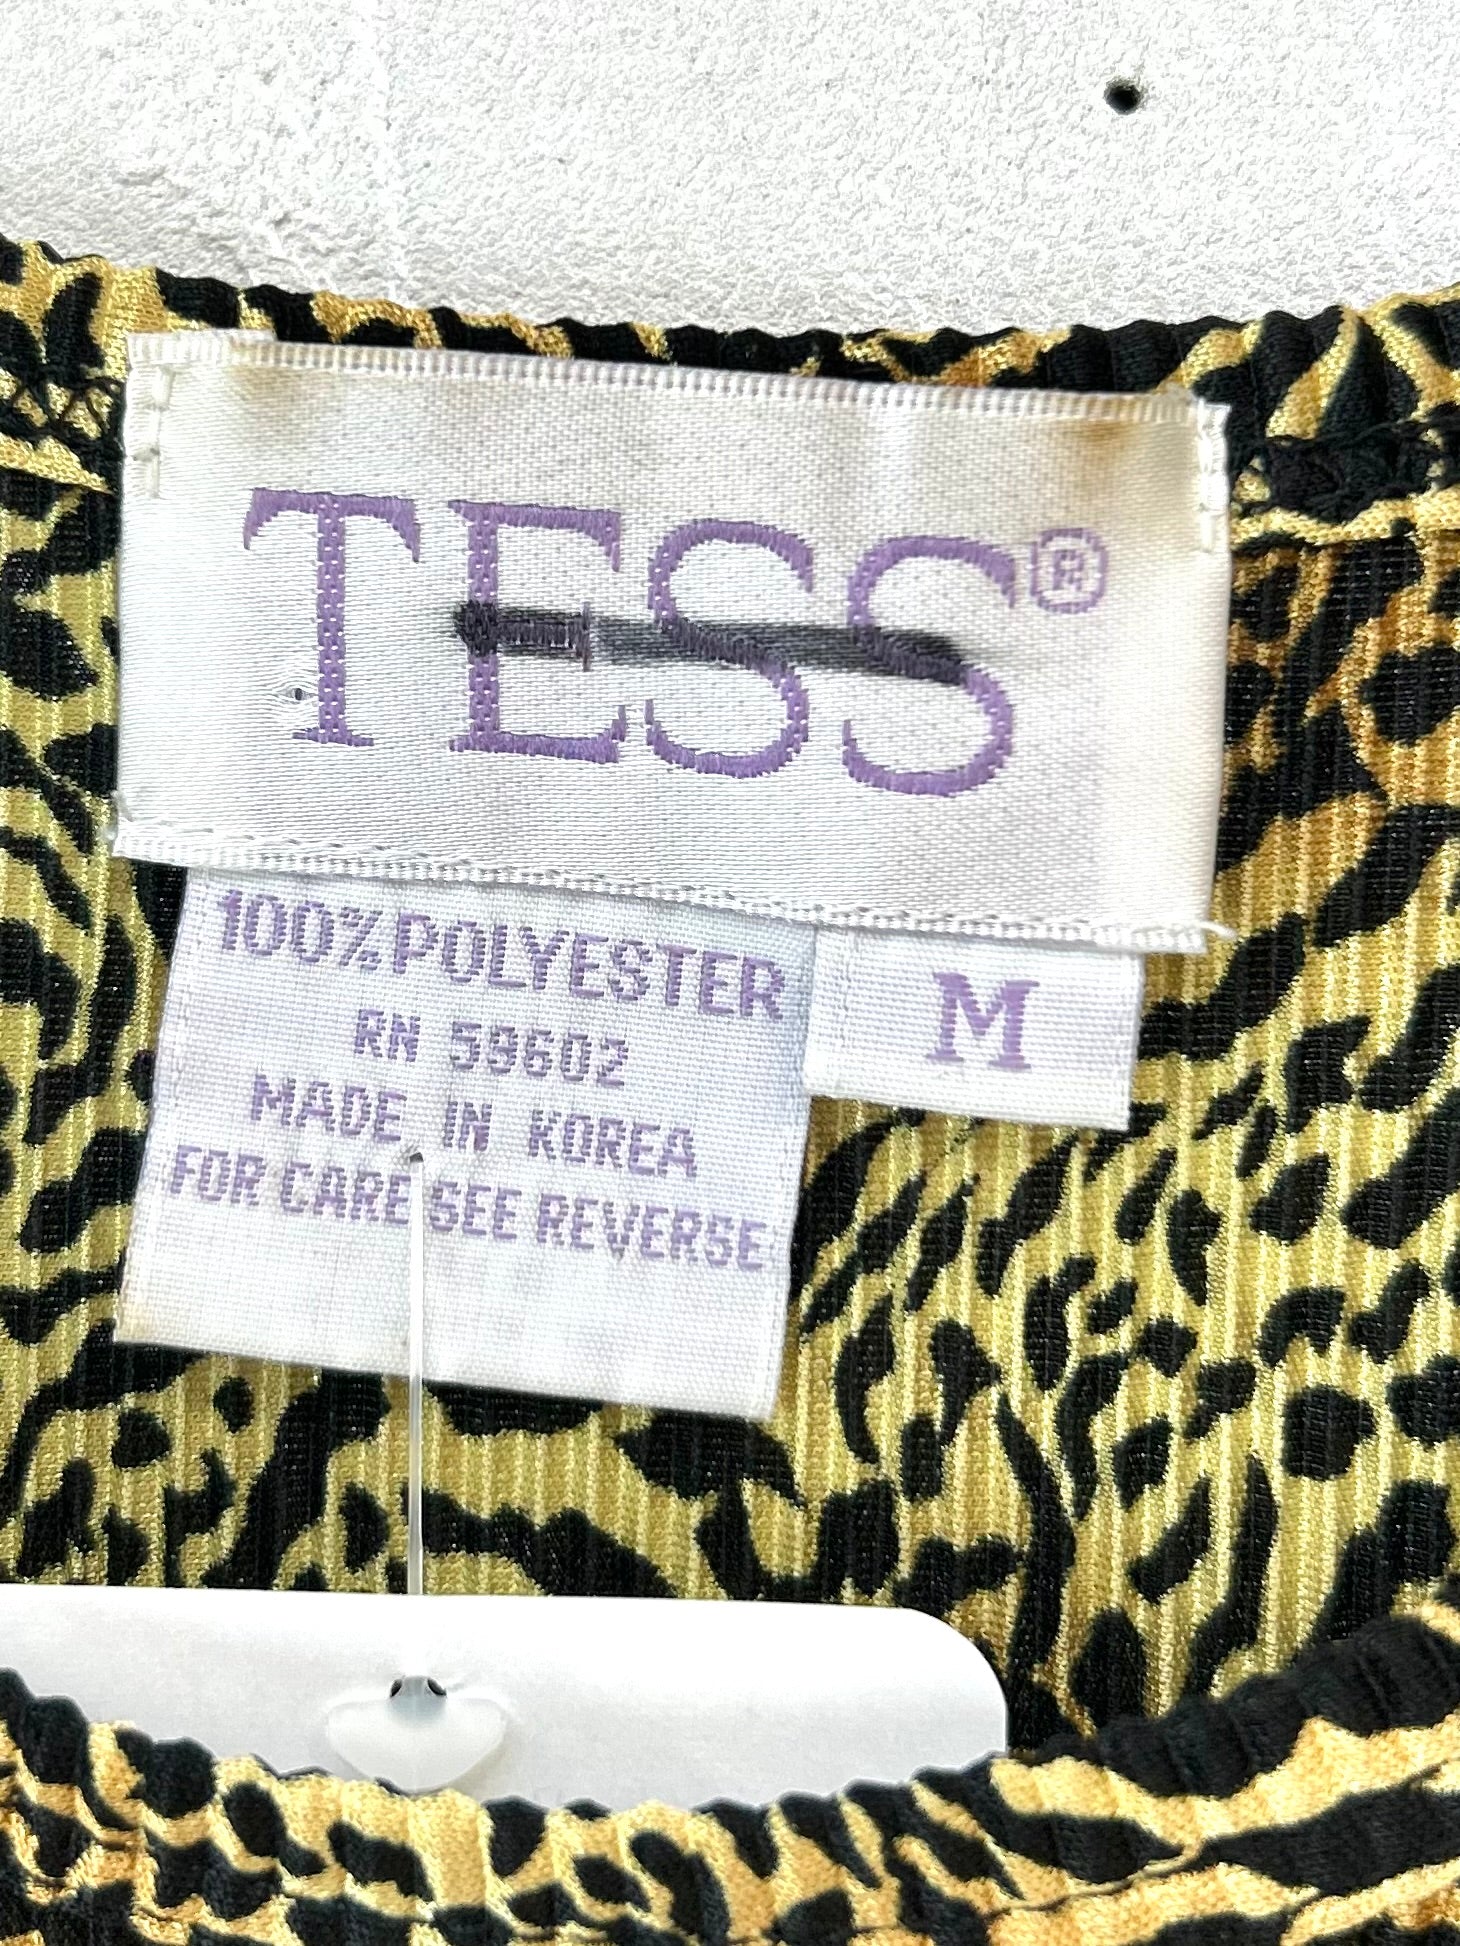 TESS®
100% POLYESTER
M
RN 59602
MADE IN KOREA
FOR CARE SEE REVERSE